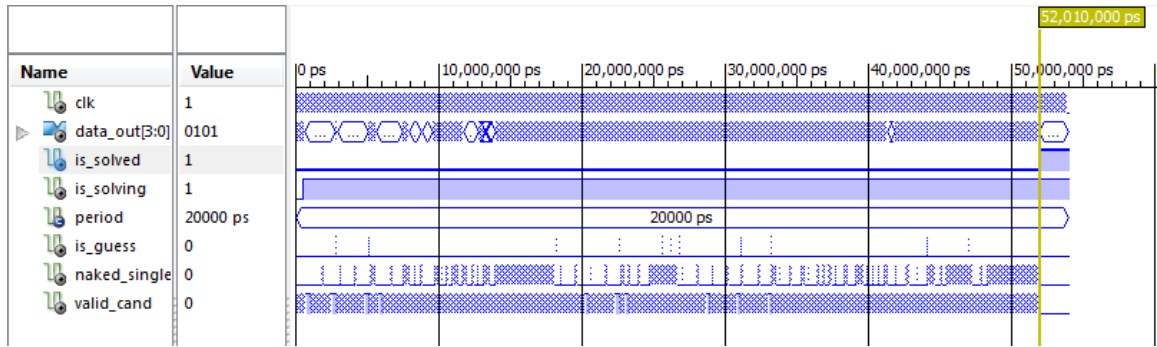 52,010,000 ps
Name Value
0 ps 10,000,000 ps 20,000,000 ps 30,000,000 ps 40,000,000 ps 50,000,000 ps
clk 1
data_out[3:0] 0101 ... ... ... ...
is_solved 1
is_solving 1
period 20000 ps 20000 ps
is_guess 0
naked_single 0
valid_cand 0